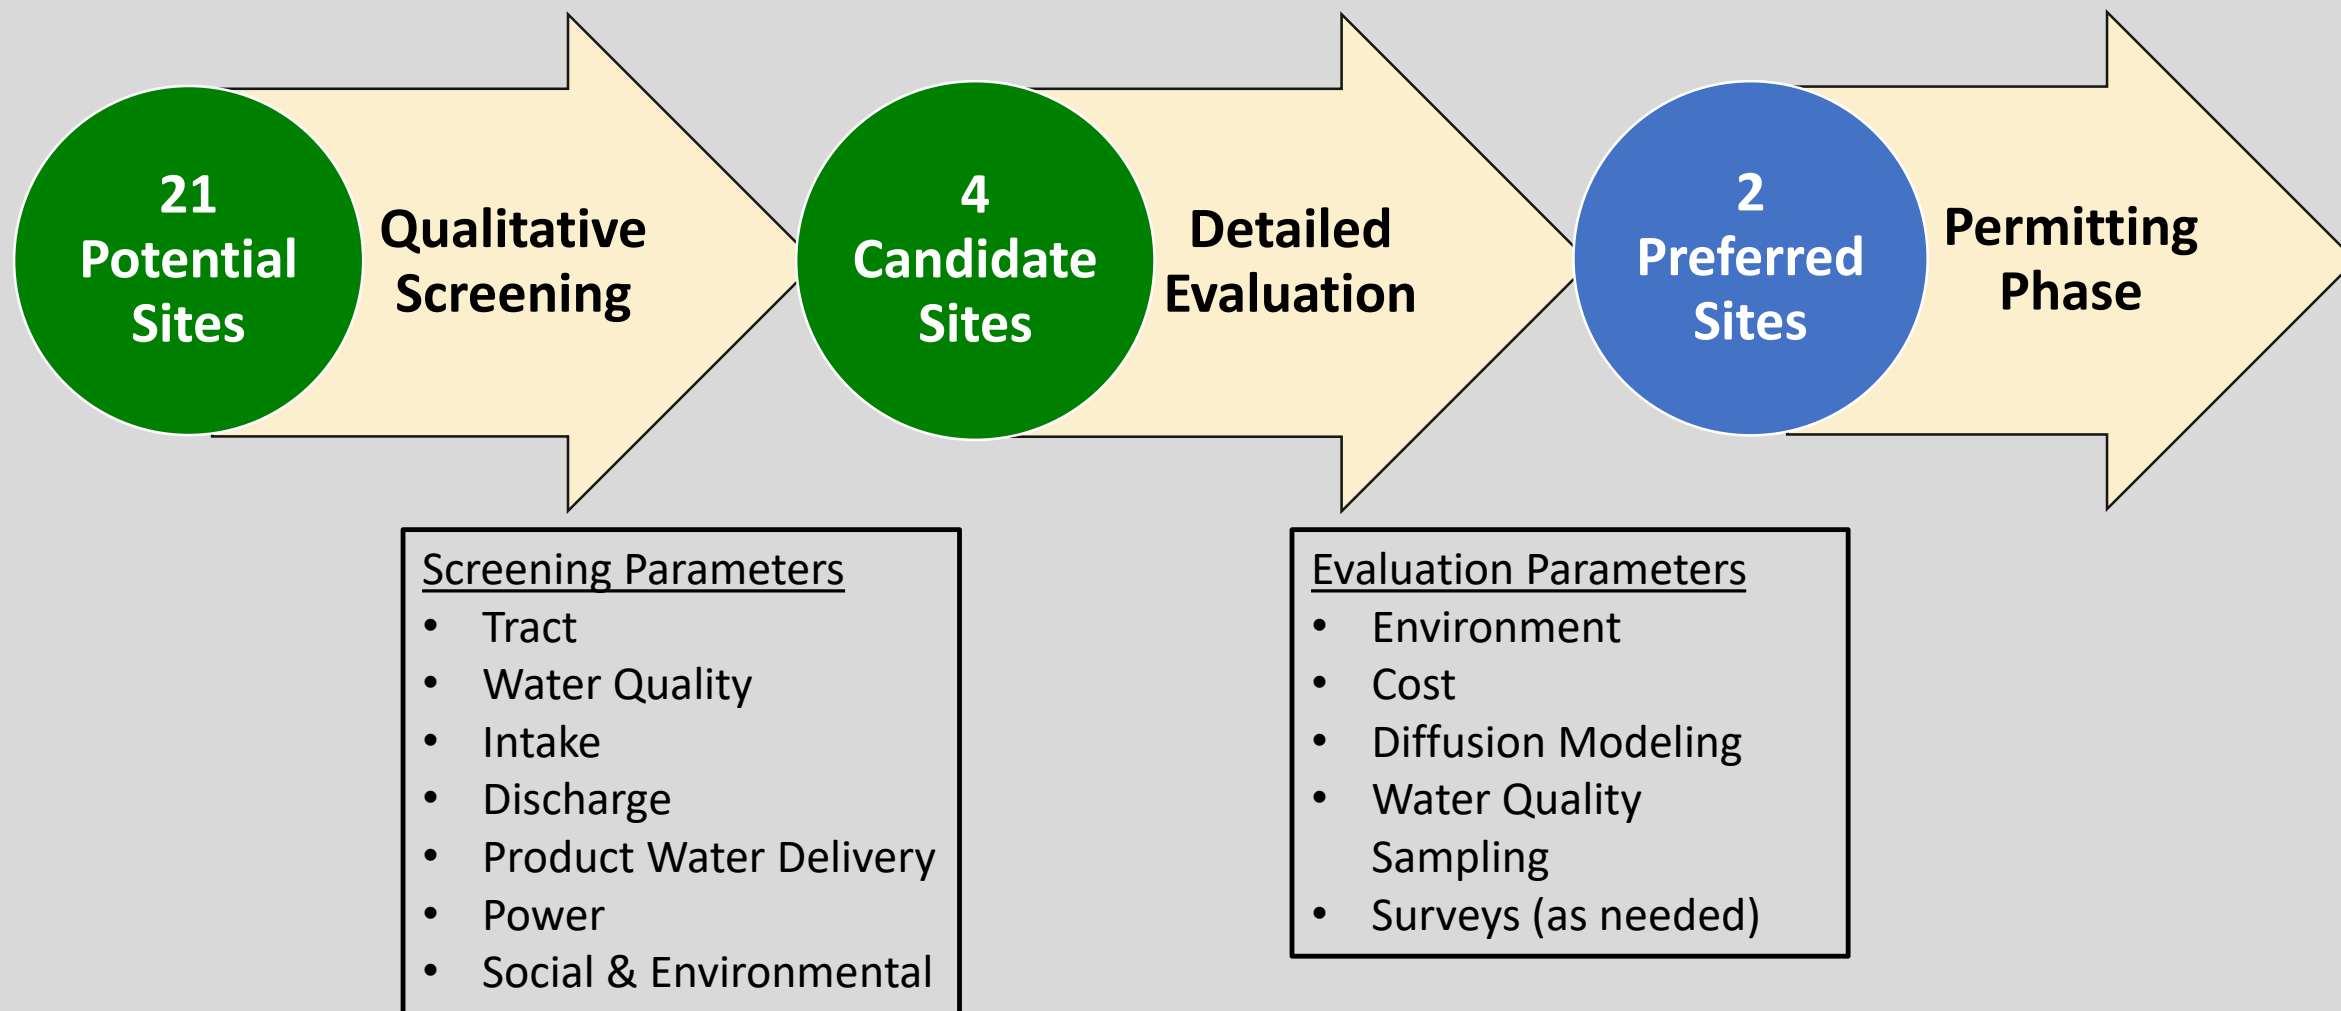 21
Potential
Sites
Qualitative
Screening
4
Candidate
Sites
Detailed
Evaluation
2
Preferred
Sites
Permitting
Phase
Screening Parameters
• Tract
• Water Quality
• Intake
• Discharge
• Product Water Delivery
• Power
• Social & Environmental
Evaluation Parameters
• Environment
• Cost
• Diffusion Modeling
• Water Quality
Sampling
• Surveys (as needed)